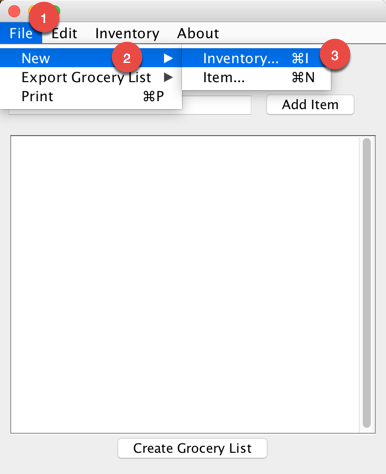 1
File Edit Inventory About
New 2 Inventory... ⌘I 3
Export Grocery List Item... ⌘N
Print ⌘P
Add Item
Create Grocery List